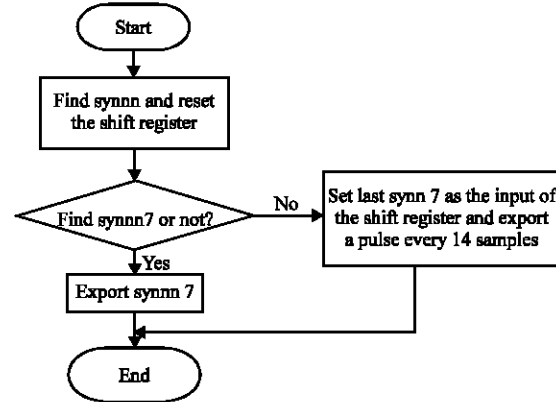 Start
Find synnn and reset
the shift register
Find synnn7 or not?
No
Set last synn 7 as the input of
the shift register and export
a pulse every 14 samples
Yes
Export synnn 7
End